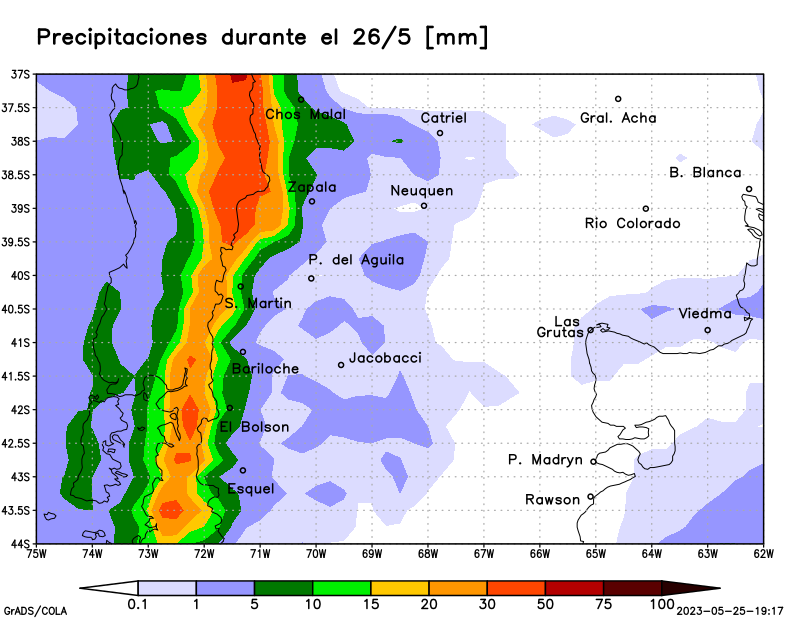 Precipitaciones durante el 26/5 [mm]
37S
37.5S
38S
38.5S
39S
39.5S
40S
40.5S
41S
41.5S
42S
42.5S
43S
43.5S
44S
Chos Malal
Catriel
Gral. Acha
B. Blanca
Zapala
Neuquen
Rio Colorado
P. del Aguila
S. Martin
Viedma
Las
Grutas
Jacobacci
Bariloche
El Bolson
P. Madryn
Esquel
Rawson
75W 74W 73W 72W 71W 70W 69W 68W 67W 66W 65W 64W 63W 62W
0.1 1 5 10 15 20 30 50 75 100
GrADS/COLA
2023-05-25-19:17